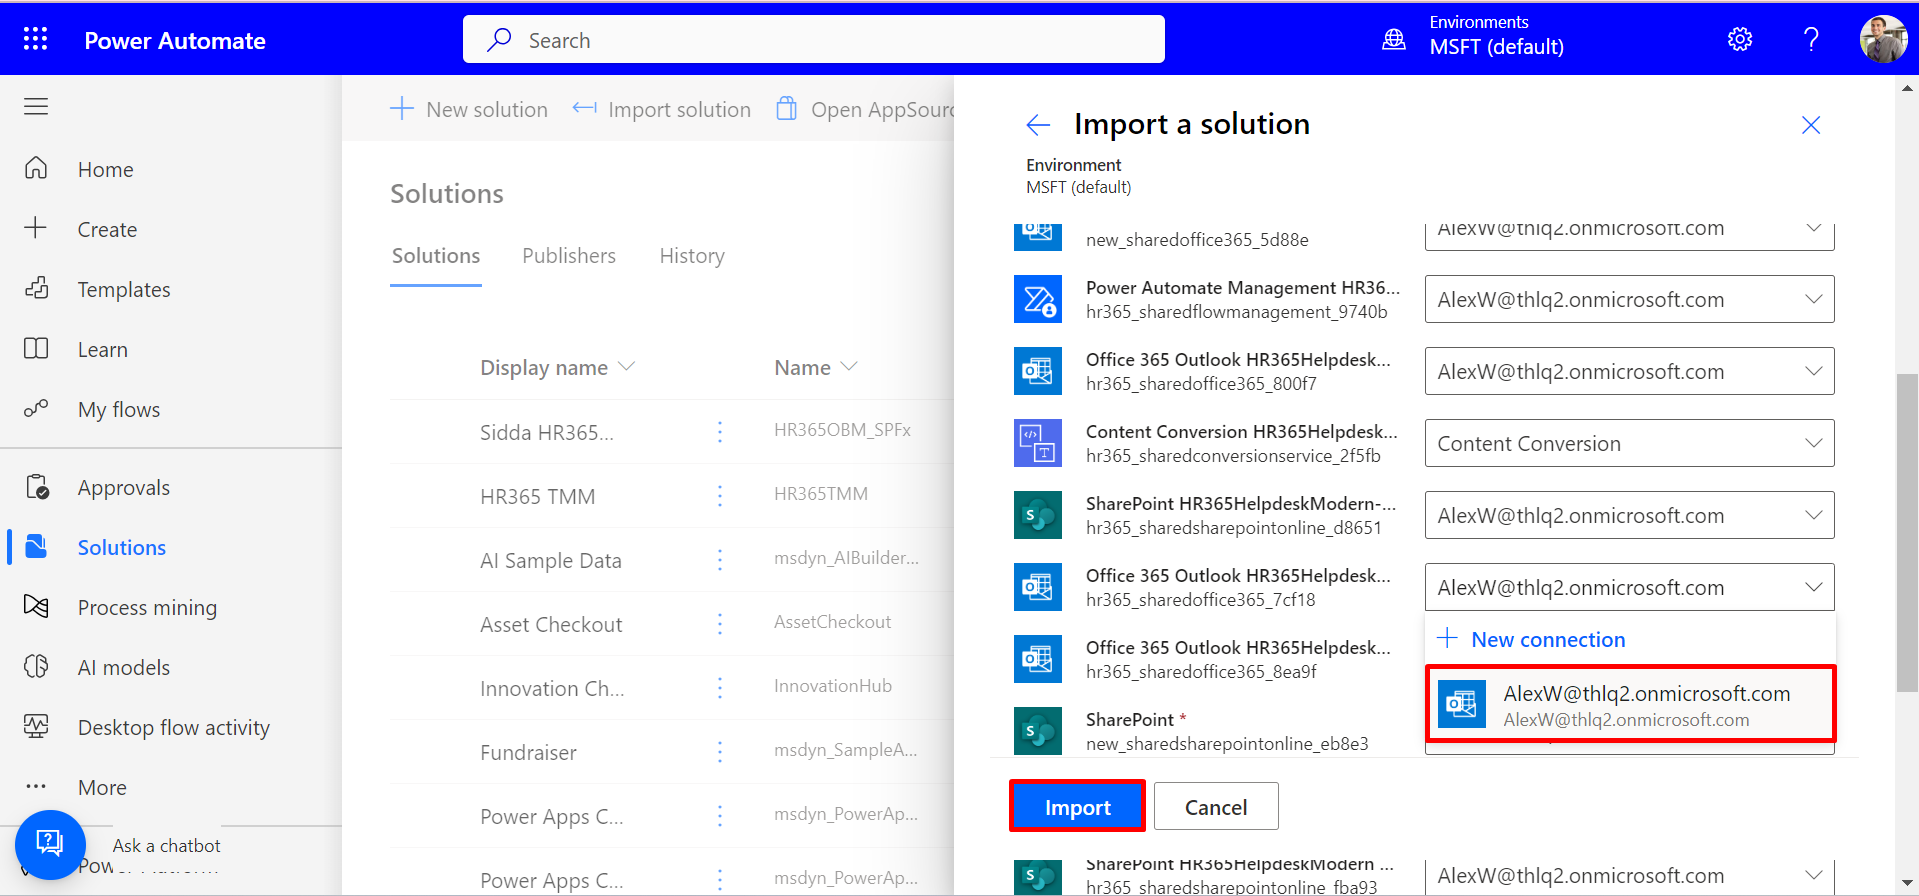 Power Automate
Search
Environments
MSFT (default)
Home
Create
Templates
Learn
My flows
Approvals
Solutions
Process mining
AI models
Desktop flow activity
More
Ask a chatbot
New solution
Import solution
Open AppSourc
Solutions
Solutions
Publishers
History
Display name
Name
Sidda HR365...
HR365OBM_SPFx
HR365 TMM
HR365TMM
AI Sample Data
msdyn_AIBuilder...
Asset Checkout
AssetCheckout
Innovation Ch...
InnovationHub
Fundraiser
msdyn_SampleA...
Power Apps C...
msdyn_PowerAp...
Power Apps C...
msdyn_PowerAp...
Import a solution
Environment
MSFT (default)
new_sharedoffice365_5d88e
AlexW@thlq2.onmicrosoft.com
Power Automate Management HR36...
hr365_sharedflowmanagement_9740b
AlexW@thlq2.onmicrosoft.com
Office 365 Outlook HR365Helpdesk...
hr365_sharedoffice365_800f7
AlexW@thlq2.onmicrosoft.com
Content Conversion HR365Helpdesk...
hr365_sharedconversionservice_2f5fb
Content Conversion
SharePoint HR365HelpdeskModern-...
hr365_sharedsharepointonline_d8651
AlexW@thlq2.onmicrosoft.com
Office 365 Outlook HR365Helpdesk...
hr365_sharedoffice365_7cf18
AlexW@thlq2.onmicrosoft.com
New connection
AlexW@thlq2.onmicrosoft.com
AlexW@thlq2.onmicrosoft.com
Office 365 Outlook HR365Helpdesk...
hr365_sharedoffice365_8ea9f
SharePoint *
new_sharedsharepointonline_eb8e3
Import
Cancel
SharePoint HR365HelpdeskModern ...
hr365_sharedsharepointonline_fba93
AlexW@thlq2.onmicrosoft.com